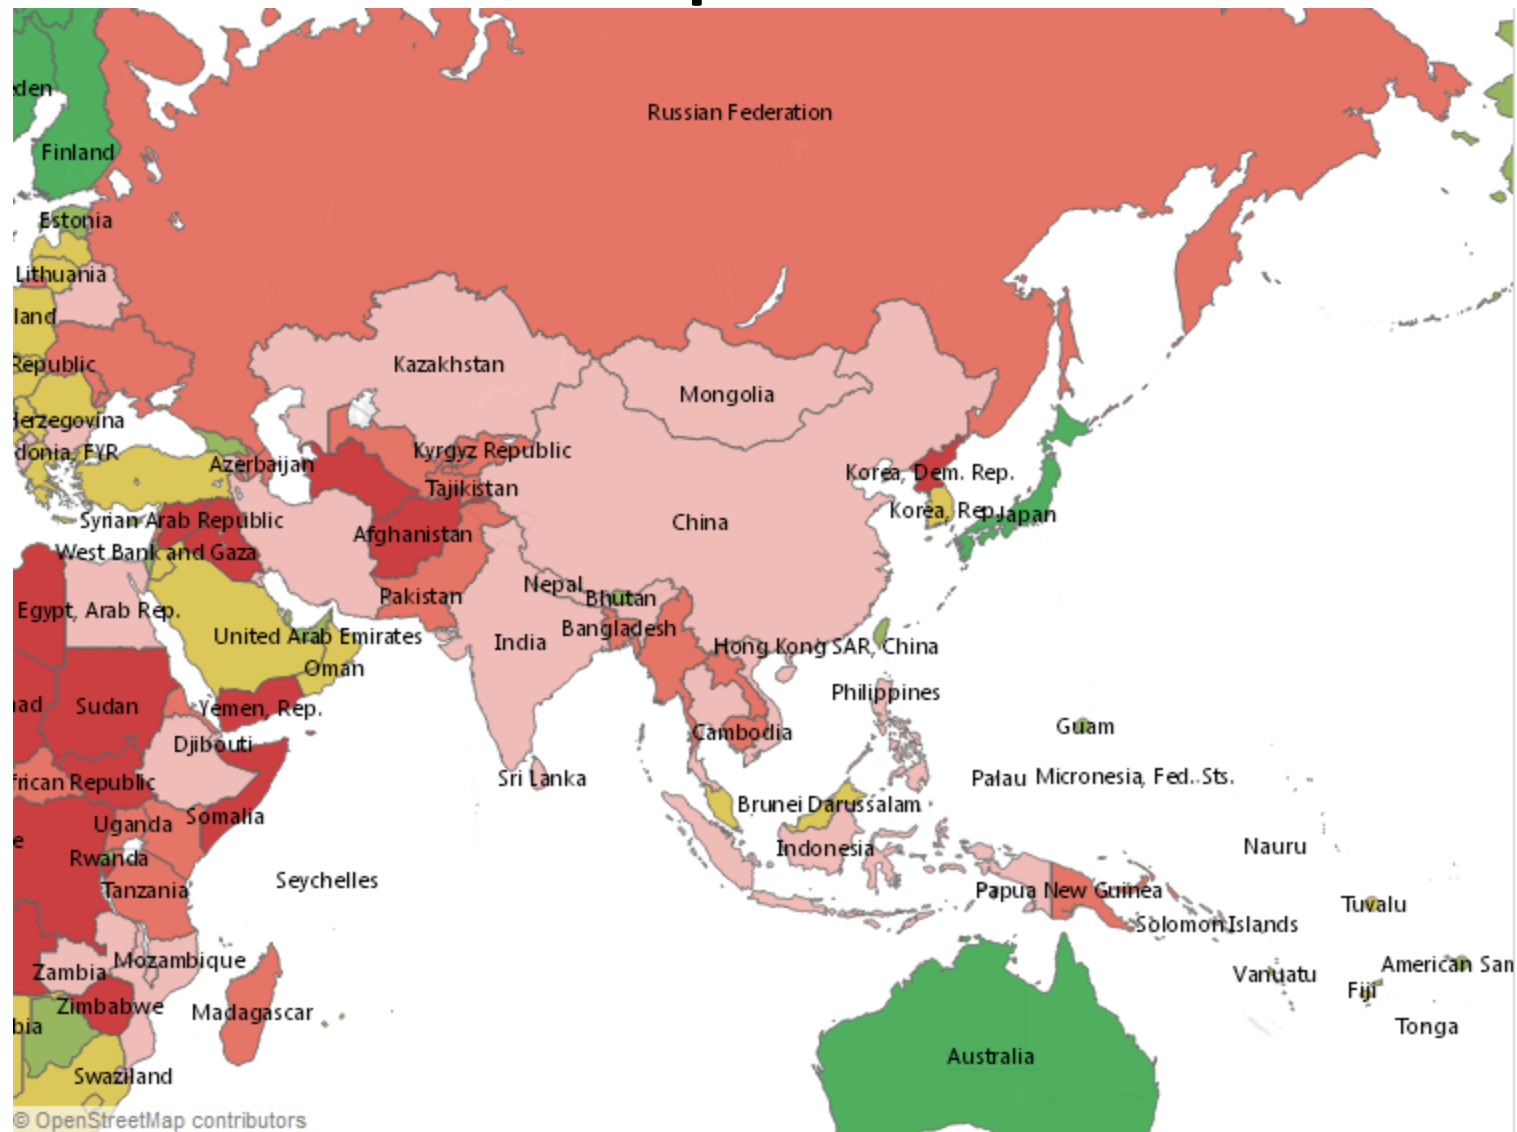 Russian Federation
den
Finland
Estonia
Lithuania
land
Republic
Kazakhstan
Mongolia
Herzegovina
donia, FYR
Azerbaijan
Kyrgyz Republic
Tajikistan
Korea, Dem. Rep.
Korea, Rep.
Japan
Syrian Arab Republic
China
Afghanistan
West Bank and Gaza
Nepal
Bhutan
Pakistan
Egypt, Arab Rep.
United Arab Emirates
Bangladesh
India
Hong Kong SAR, China
Oman
Philippines
ad
Sudan
Yemen, Rep.
Guam
Cambodia
Djibouti
Sri Lanka
Palau
Micronesia, Fed. Sts.
frican Republic
Brunei Darussalam
Somalia
Uganda
e
Indonesia
Nauru
Rwanda
Seychelles
Tanzania
Papua New Guinea
Tuvalu
Solomon Islands
Mozambique
Zambia
Vanuatu
American Sam
Fiji
Zimbabwe
Madagascar
bia
Tonga
Australia
Swaziland
© OpenStreetMap contributors